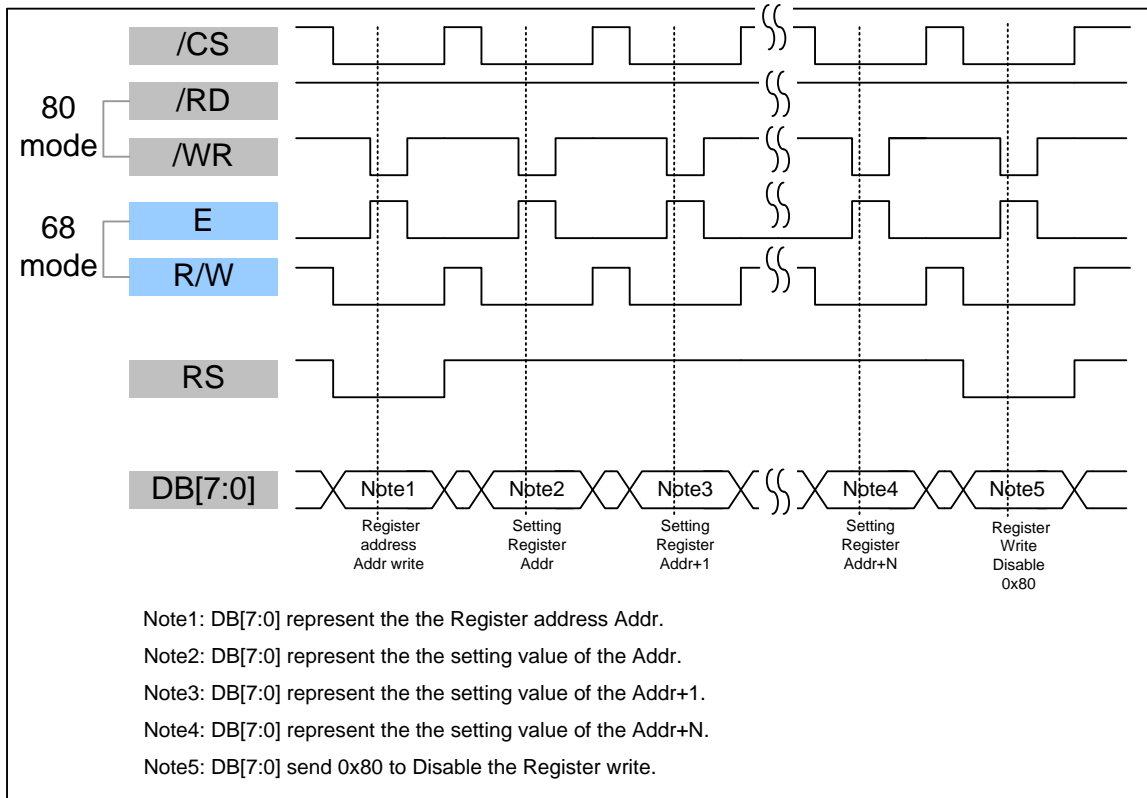 /CS
80
mode
/RD
/WR
68
mode
E
R/W
RS
DB[7:0]
Note1
Note2
Note3
Note4
Note5
Register
address
Addr write
Setting
Register
Addr
Setting
Register
Addr+1
Setting
Register
Addr+N
Register
Write
Disable
0x80
Note1: DB[7:0] represent the the Register address Addr.
Note2: DB[7:0] represent the the setting value of the Addr.
Note3: DB[7:0] represent the the setting value of the Addr+1.
Note4: DB[7:0] represent the the setting value of the Addr+N.
Note5: DB[7:0] send 0x80 to Disable the Register write.